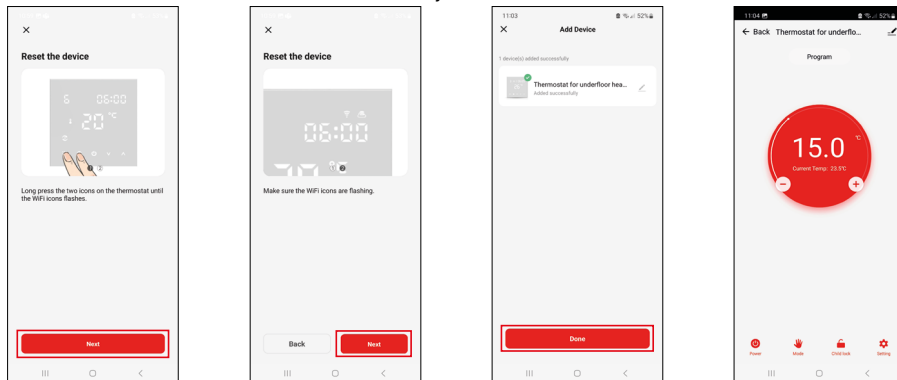 Reset the device
6 06:00
20 °C
Long press the two icons on the thermostat until
the WiFi icons flashes.
Next
Reset the device
06:00
Make sure the WiFi icons are flashing.
Back
Next
11:03
52%
Add Device
1 device(s) added successfully
Thermostat for underfloor hea...
Added successfully
Done
11:04
52%
Back Thermostat for underflo...
Program
15.0 °C
Current Temp: 23.5°C
Power Mode Child lock Setting